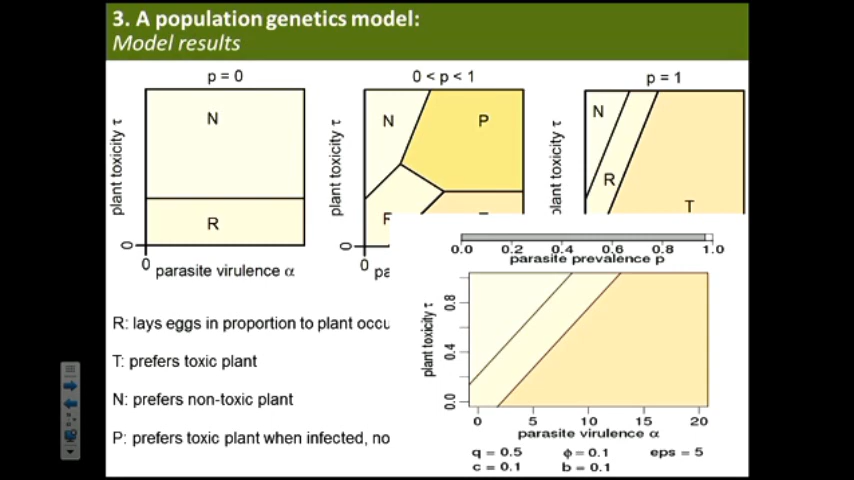 3. A population genetics model:
Model results
p = 0
0 < p < 1
p = 1
plant toxicity τ
N
R
0
0
parasite virulence α
plant toxicity τ
N
P
0
0
plant toxicity τ
N
R
T
0.0 0.2 0.4 0.6 0.8 1.0
parasite prevalence p
plant toxicity τ
0.8
0.4
0.0
0 5 10 15 20
parasite virulence α
q = 0.5 ϕ = 0.1 eps = 5
c = 0.1 b = 0.1
R: lays eggs in proportion to plant
T: prefers toxic plant
N: prefers non-toxic plant
P: prefers toxic plant when infected,